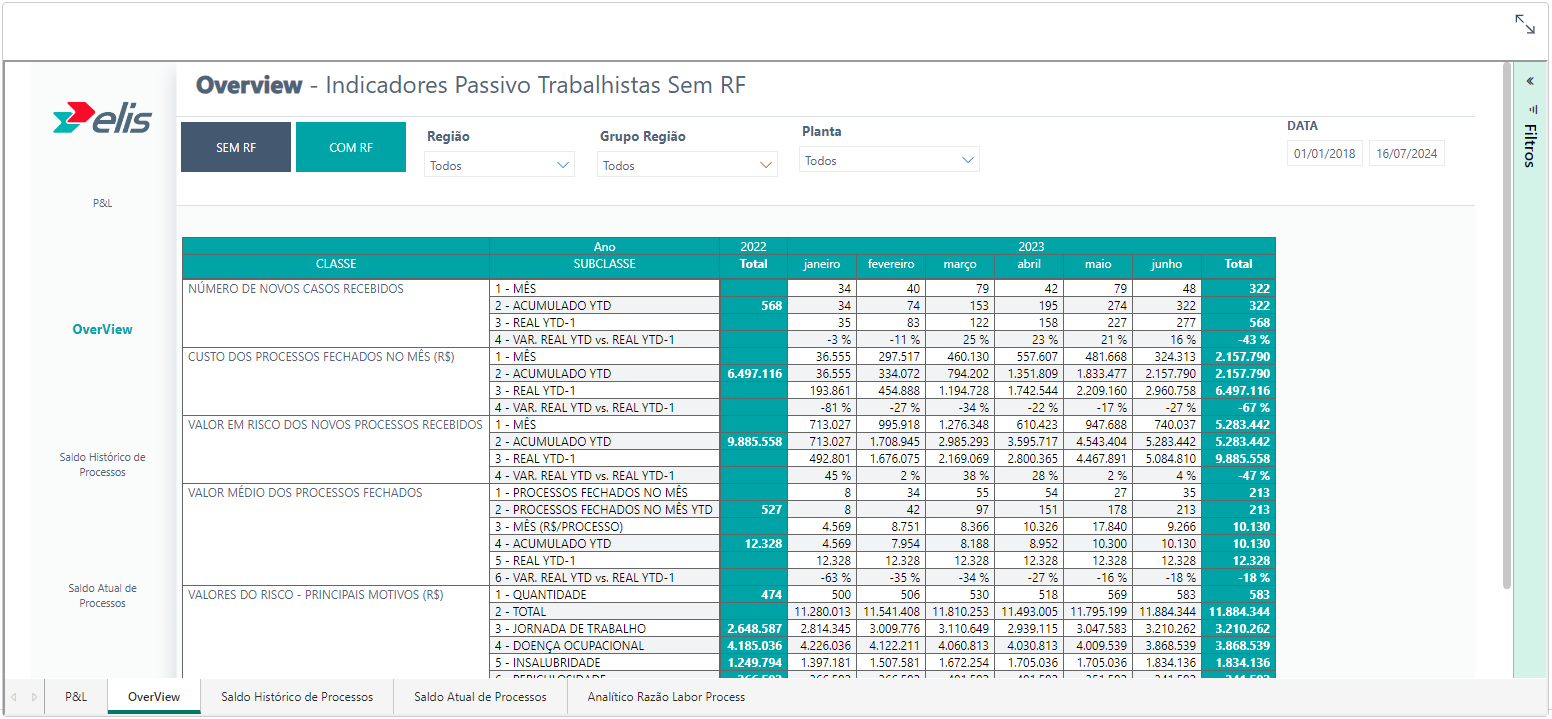 Overview - Indicadores Passivo Trabalhistas Sem RF
elis
SEM RF
COM RF
Região
Todos
Grupo Região
Todos
Planta
Todos
DATA
01/01/2018 16/07/2024
Filtros
P&L
OverView
Saldo Histórico de
Processos
Saldo Atual de
Processos
Ano 2022 2023
CLASSE SUBCLASSE Total janeiro fevereiro março abril maio junho Total
NÚMERO DE NOVOS CASOS RECEBIDOS 1 - MÊS 34 40 79 42 79 48 322
2 - ACUMULADO YTD 568 34 74 153 195 274 322 322
3 - REAL YTD-1 35 83 122 158 227 277 568
4 - VAR. REAL YTD vs. REAL YTD-1 -3 % -11 % 25 % 23 % 21 % 16 % -43 %
CUSTO DOS PROCESSOS FECHADOS NO MÊS (R$) 1 - MÊS 36.555 297.517 460.130 557.607 481.668 324.313 2.157.790
2 - ACUMULADO YTD 6.497.116 36.555 334.072 794.202 1.351.809 1.833.477 2.157.790 2.157.790
3 - REAL YTD-1 193.861 454.888 1.194.728 1.742.544 2.209.160 2.960.758 6.497.116
4 - VAR. REAL YTD vs. REAL YTD-1 -81 % -27 % -34 % -22 % -17 % -27 % -67 %
VALOR EM RISCO DOS NOVOS PROCESSOS RECEBIDOS 1 - MÊS 713.027 995.918 1.276.348 610.423 947.688 740.037 5.283.442
2 - ACUMULADO YTD 9.885.558 713.027 1.708.945 2.985.293 3.595.717 4.543.404 5.283.442 5.283.442
3 - REAL YTD-1 492.801 1.676.075 2.169.069 2.800.365 4.467.891 5.084.810 9.885.558
4 - VAR. REAL YTD vs. REAL YTD-1 45 % 2 % 38 % 28 % 2 % 4 % -47 %
VALOR MÉDIO DOS PROCESSOS FECHADOS 1 - PROCESSOS FECHADOS NO MÊS 8 34 55 54 27 35 213
2 - PROCESSOS FECHADOS NO MÊS YTD 527 8 42 97 151 178 213 213
3 - MÊS (R$/PROCESSO) 4.569 8.751 8.366 10.326 17.840 9.266 10.130
4 - ACUMULADO YTD 12.328 4.569 7.954 8.188 8.952 10.300 10.130 10.130
5 - REAL YTD-1 12.328 12.328 12.328 12.328 12.328 12.328 12.328
6 - VAR. REAL YTD vs. REAL YTD-1 -63 % -35 % -34 % -27 % -16 % -18 % -18 %
VALORES DO RISCO - PRINCIPAIS MOTIVOS (R$) 1 - QUANTIDADE 474 500 506 530 518 569 583 583
2 - TOTAL 11.280.013 11.541.408 11.810.253 11.493.005 11.795.199 11.884.344 11.884.344
3 - JORNADA DE TRABALHO 2.648.587 2.814.345 3.009.776 3.110.649 2.939.115 3.047.583 3.210.262 3.210.262
4 - DOENÇA OCUPACIONAL 4.185.036 4.226.036 4.122.211 4.060.813 4.030.813 4.009.539 3.868.539 3.868.539
5 - INSALUBRIDADE 1.249.794 1.397.181 1.507.581 1.672.254 1.705.036 1.705.036 1.834.136 1.834.136
P&L OverView Saldo Histórico de Processos Saldo Atual de Processos Analítico Razão Labor Process